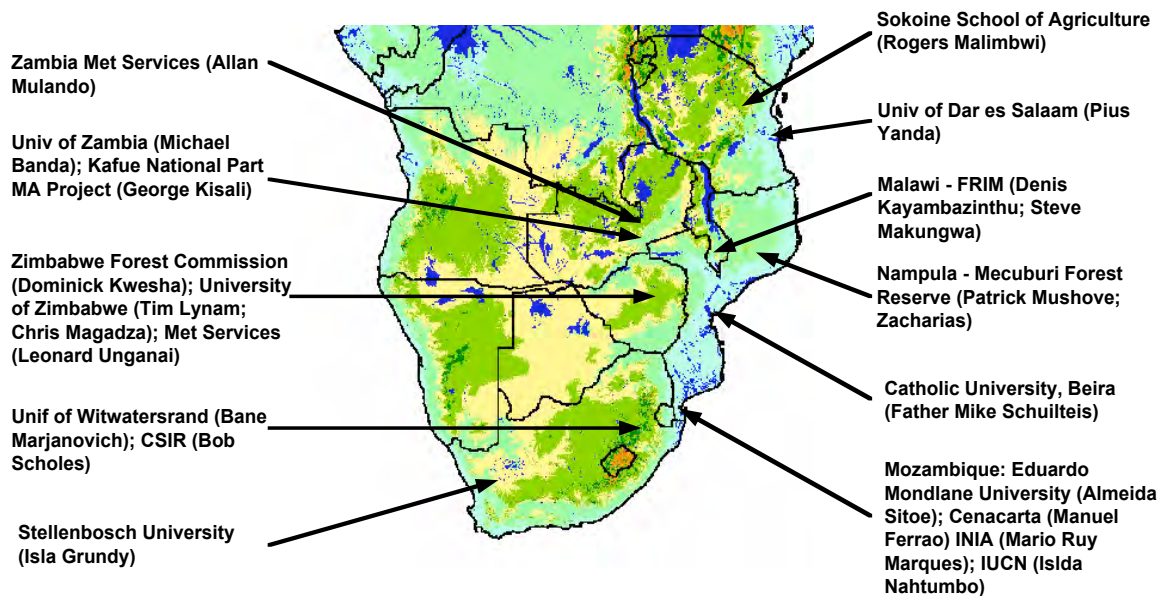 Zambia Met Services (Allan
Mulando)
Univ of Zambia (Michael
Banda); Kafue National Part
MA Project (George Kisali)
Zimbabwe Forest Commission
(Dominick Kwesha); University
of Zimbabwe (Tim Lynam;
Chris Magadza); Met Services
(Leonard Unganai)
Unif of Witwatersrand (Bane
Marjanovich); CSIR (Bob
Scholes)
Stellenbosch University
(Isla Grundy)
Sokoine School of Agriculture
(Rogers Malimbwi)
Univ of Dar es Salaam (Pius
Yanda)
Malawi - FRIM (Denis
Kayambazinthu; Steve
Makungwa)
Nampula - Mecuburi Forest
Reserve (Patrick Mushove;
Zacharias)
Catholic University, Beira
(Father Mike Schuilteis)
Mozambique: Eduardo
Mondlane University (Almeida
Sitoe); Cenacarta (Manuel
Ferrao) INIA (Mario Ruy
Marques); IUCN (Islda
Nahtumbo)